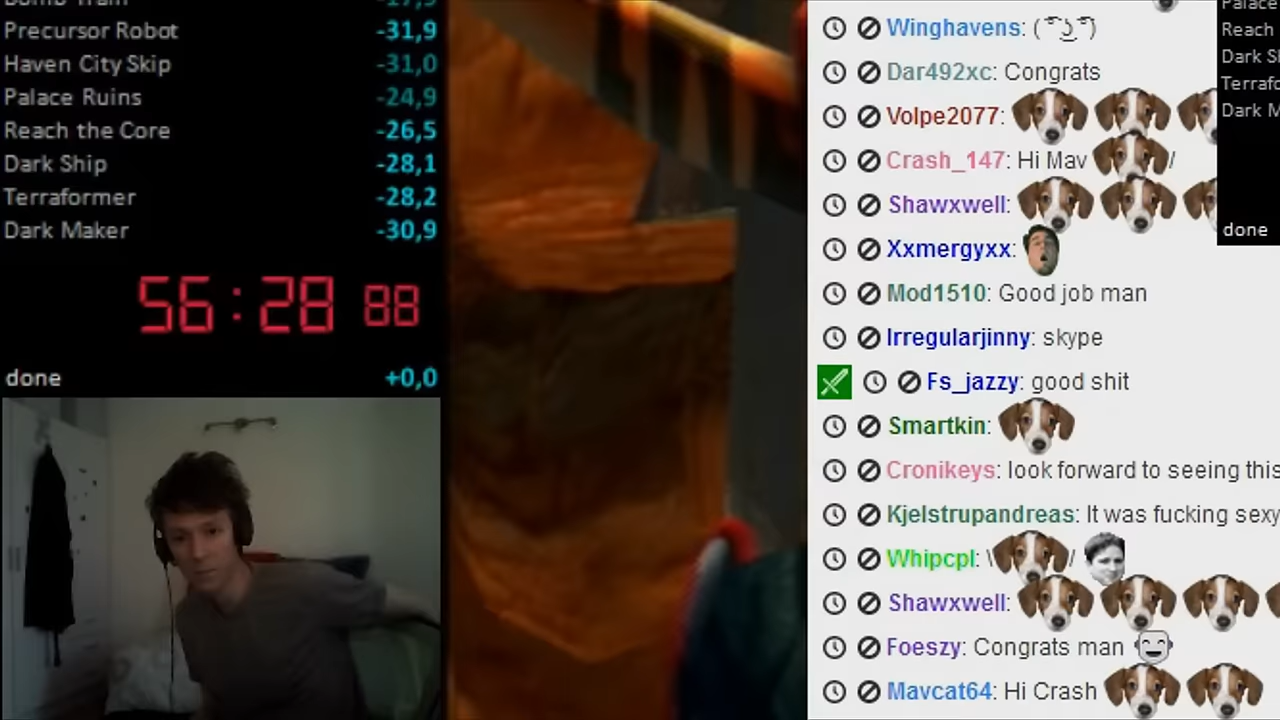 Bomb Train -27,9
Precursor Robot -31,9
Haven City Skip -31,0
Palace Ruins -24,9
Reach the Core -26,5
Dark Ship -28,1
Terraformer -28,2
Dark Maker -30,9
56:28 88
done +0,0
Winghavens: ( ͡° ͜ʖ ͡°)
Dar492xc: Congrats
Volpe2077:
Crash_147: Hi Mav /
Shawxwell:
Xxmergyxx:
Mod1510: Good job man
Irregularjinny: skype
Fs_jazzy: good shit
Smartkin:
Cronikeys: look forward to seeing this
Kjelstrupandreas: It was fucking sexy
Whipcpl: \ /
Shawxwell:
Foeszy: Congrats man
Mavcat64: Hi Crash
Palace
Reach
Dark S
Terrafo
Dark M
done